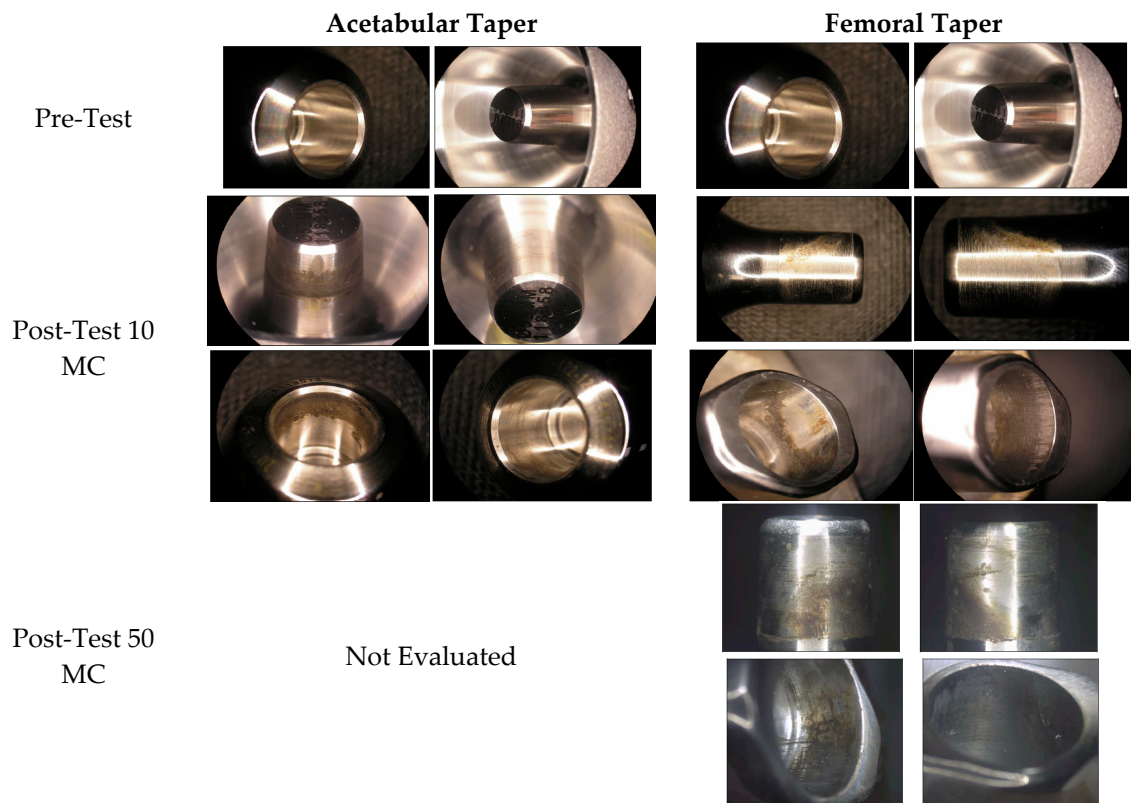 Acetabular Taper
Femoral Taper
Pre-Test
Post-Test 10
MC
Post-Test 50
MC
Not Evaluated